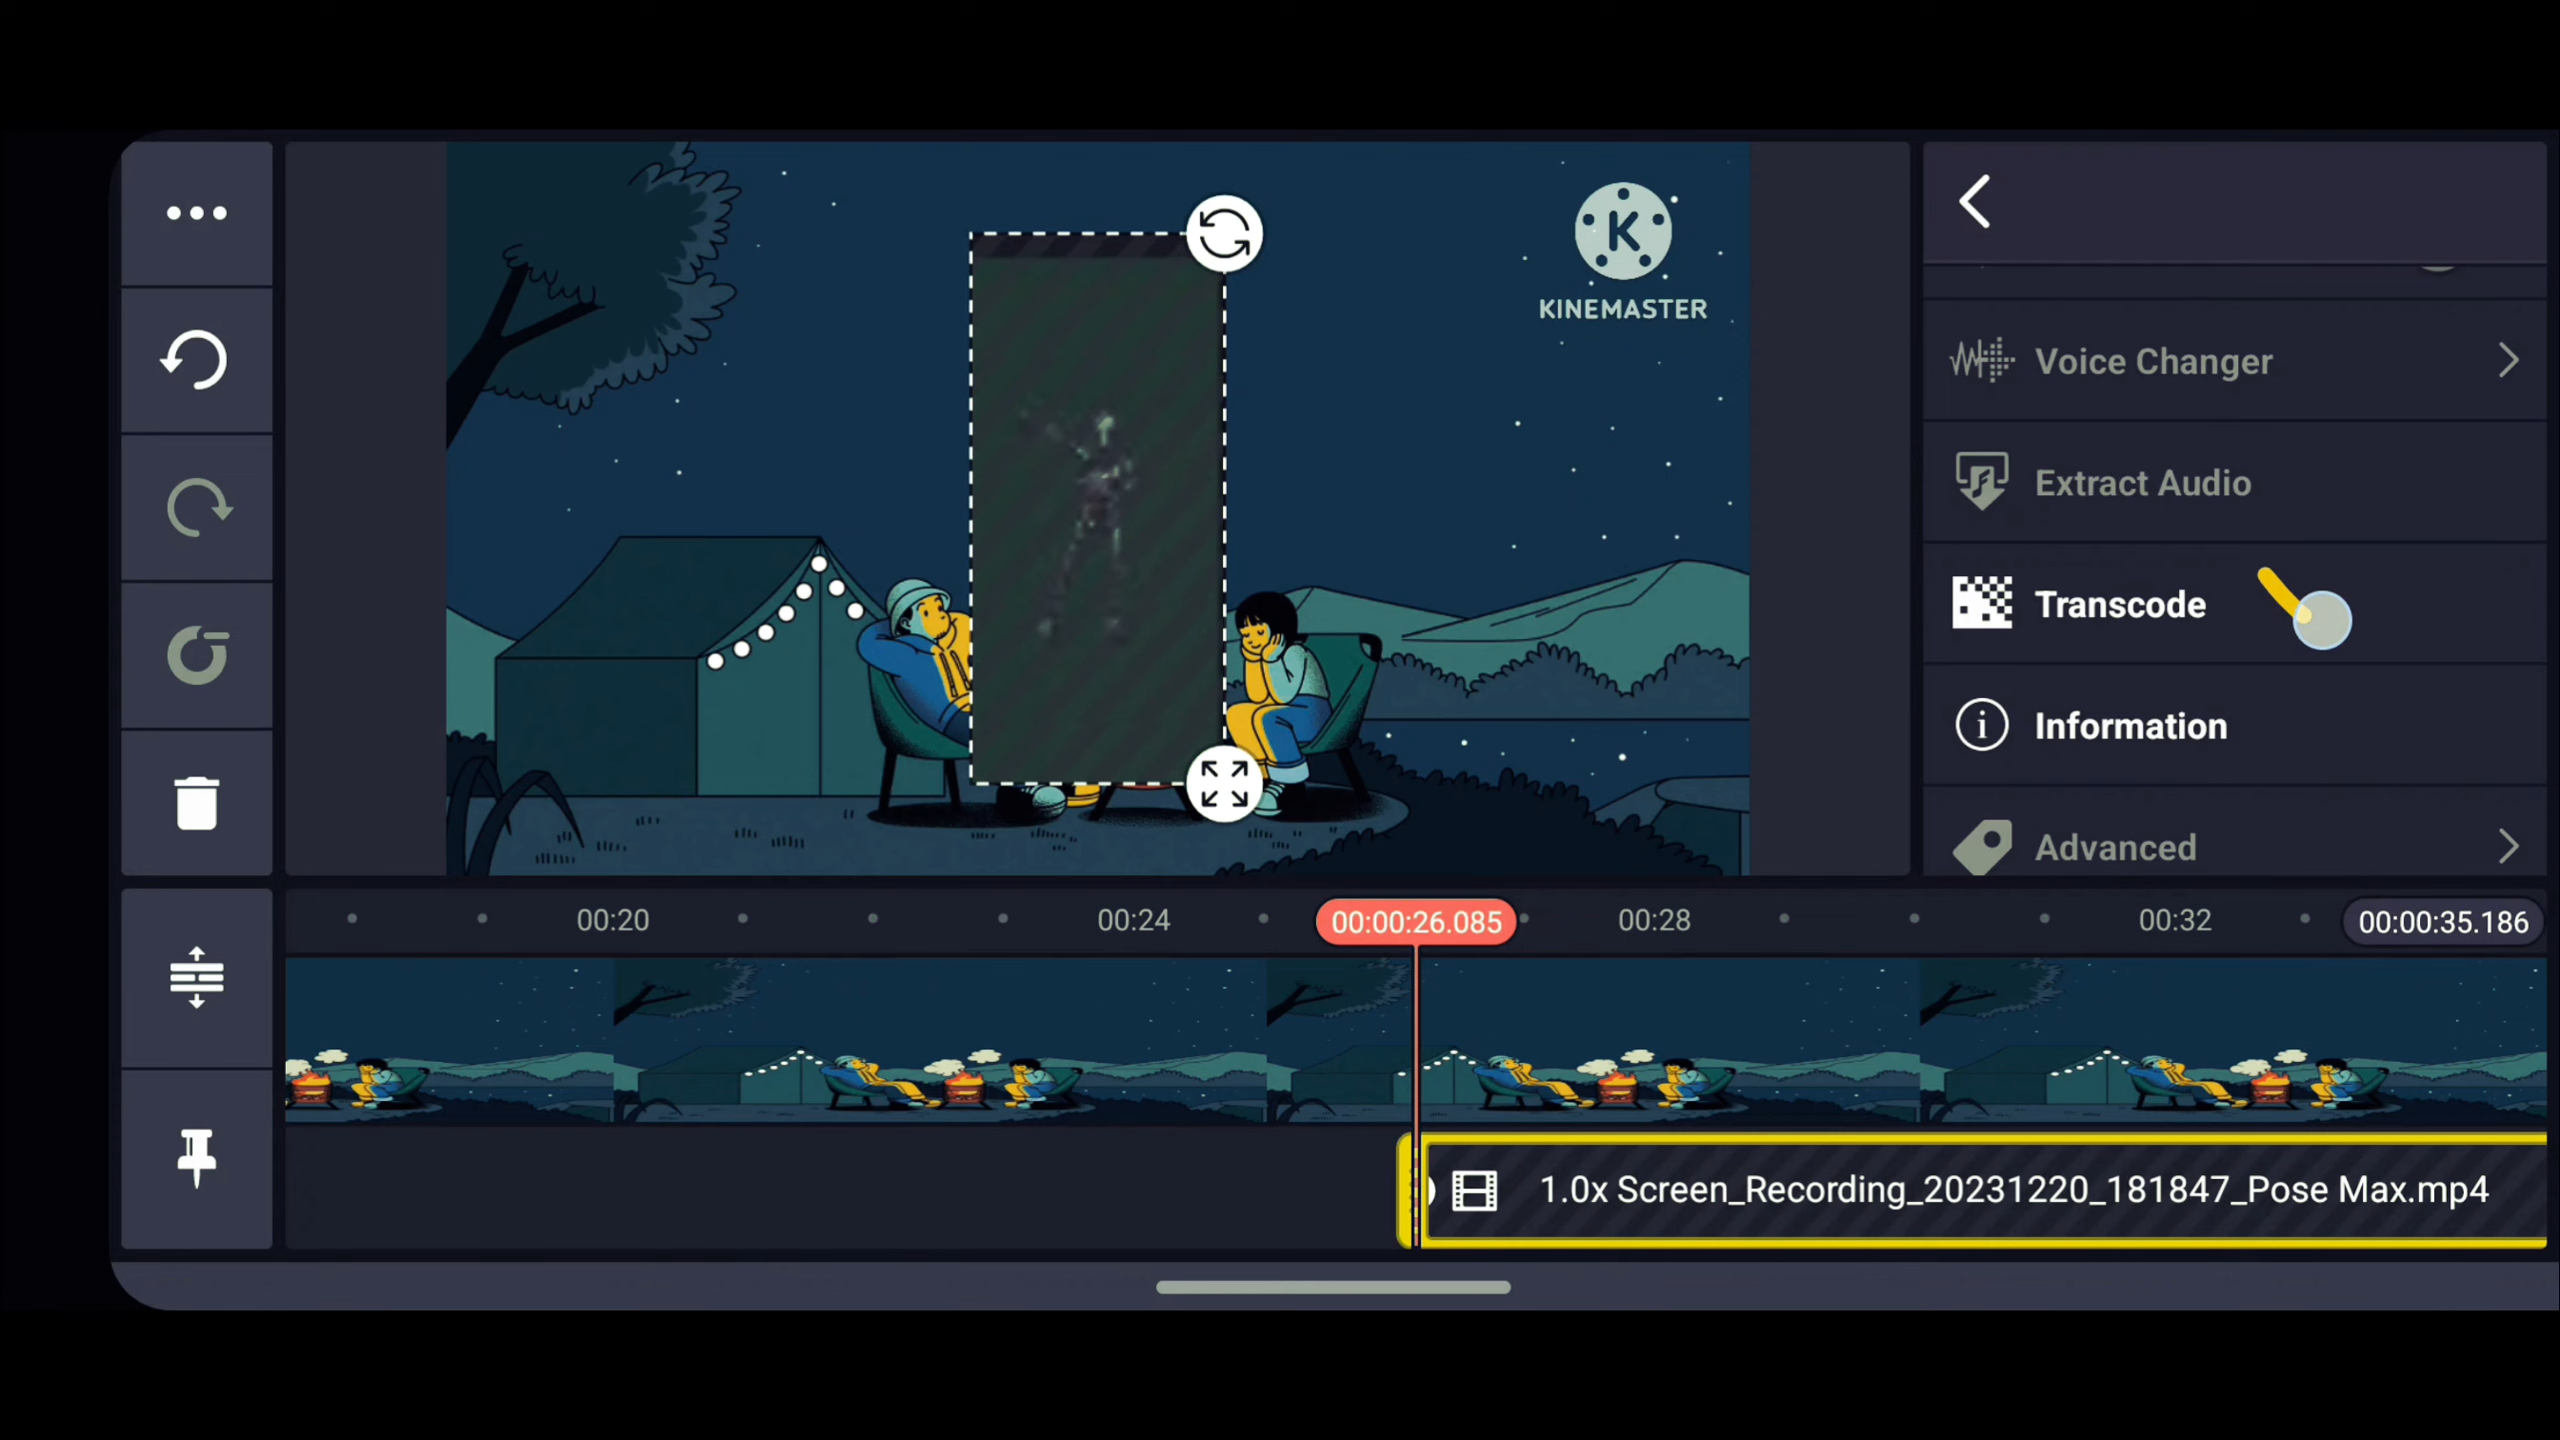 K
KINEMASTER
Voice Changer
Extract Audio
Transcode
Information
Advanced
00:20
00:24
00:00:26.085
00:28
00:32
00:00:35.186
1.0x Screen_Recording_20231220_181847_Pose Max.mp4